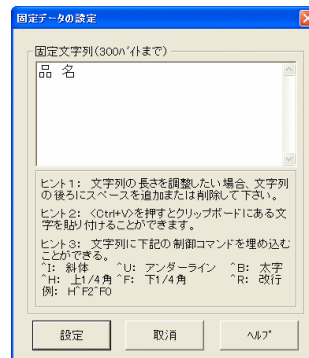 固定データの設定
固定文字列(300ﾊﾞｲﾄまで)
品 名
ヒント1: 文字列の長さを調整したい場合、文字列
の後ろにスペースを追加または削除して下さい。
ヒント2: <Ctrl+V>を押すとクリップボードにある文
字を貼り付けることができます。
ヒント3: 文字列に下記の制御コマンドを埋め込む
ことができる。
^I: 斜体 ^U: アンダーライン ^B: 太字
^H: 上1/4角 ^F: 下1/4角 ^R: 改行
例: H^F2^F0
設定
取消
ﾍﾙﾌﾟ